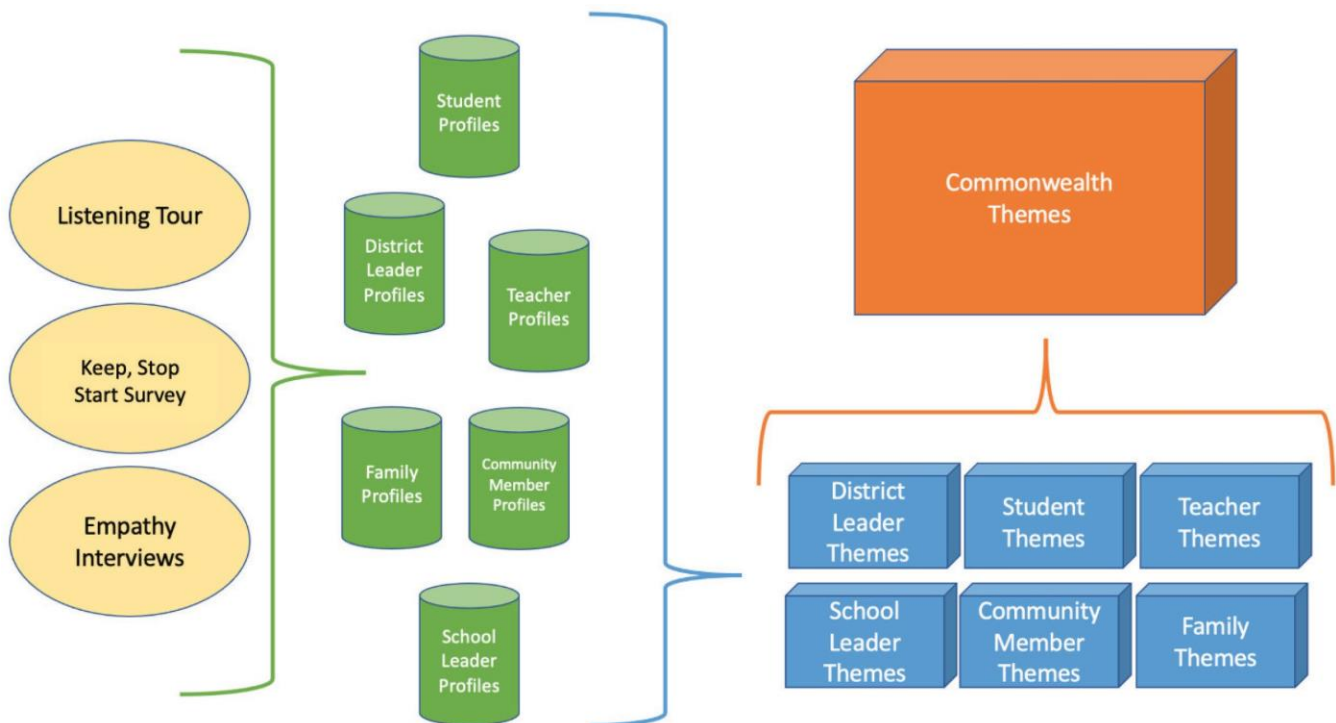 Listening Tour
Keep, Stop
Start Survey
Empathy
Interviews
Student
Profiles
District
Leader
Profiles
Teacher
Profiles
Family
Profiles
Community
Member
Profiles
School
Leader
Profiles
Commonwealth
Themes
District
Leader
Themes
Student
Themes
Teacher
Themes
School
Leader
Themes
Community
Member
Themes
Family
Themes